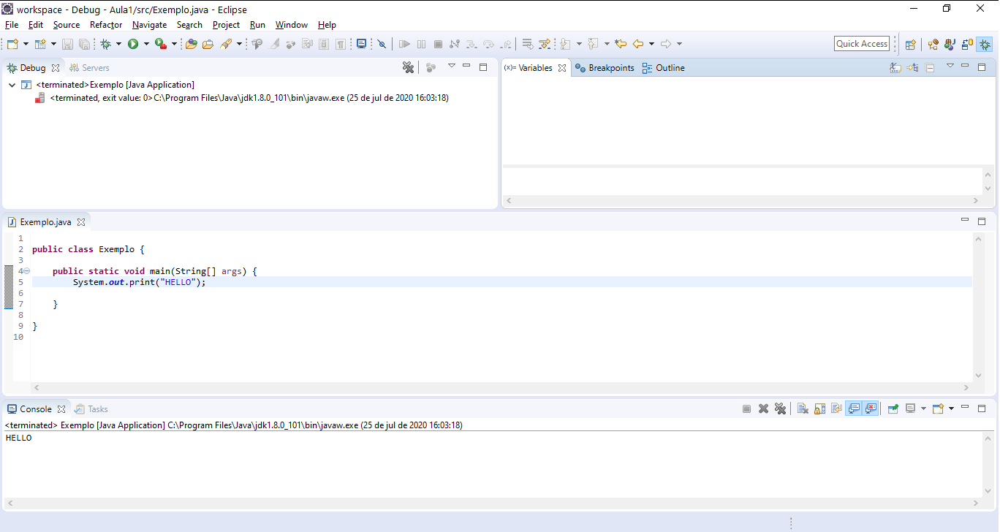 workspace - Debug - Aula1/src/Exemplo.java - Eclipse
File Edit Source Refactor Navigate Search Project Run Window Help
Quick Access
Debug Servers
<terminated>Exemplo [Java Application]
<terminated, exit value: 0>C:\Program Files\Java\jdk1.8.0_101\bin\javaw.exe (25 de jul de 2020 16:03:18)
(x)= Variables Breakpoints Outline
Exemplo.java
1
2 public class Exemplo {
3
4 public static void main(String[] args) {
5 System.out.print("HELLO");
6
7 }
8
9 }
10
Console Tasks
<terminated> Exemplo [Java Application] C:\Program Files\Java\jdk1.8.0_101\bin\javaw.exe (25 de jul de 2020 16:03:18)
HELLO